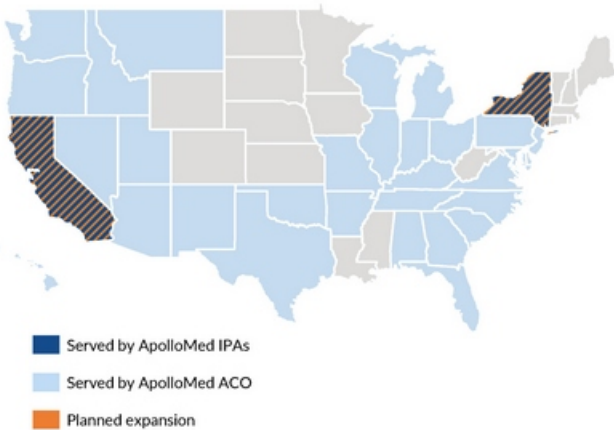 Served by ApolloMed IPAs
Served by ApolloMed ACO
Planned expansion